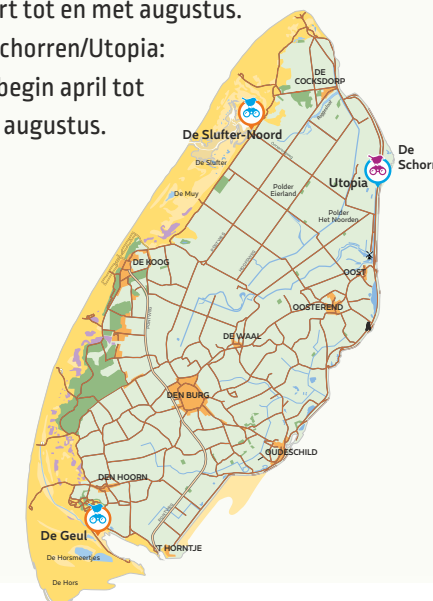 rt tot en met augustus.
chorren/Utopia:
begin april tot
augustus.
DE
COCKSDORP
De Slufter-Noord
De
Schorr
De Slufter
Utopia
De Muy
Polder
Eierland
Polder
Het Noorden
DE KOOG
OOST
OOSTEREND
DE WAAL
DEN BURG
OUDESCHILD
DEN HOORN
De Geul
'T HORNTJE
De Horsmeertjes
De Hors